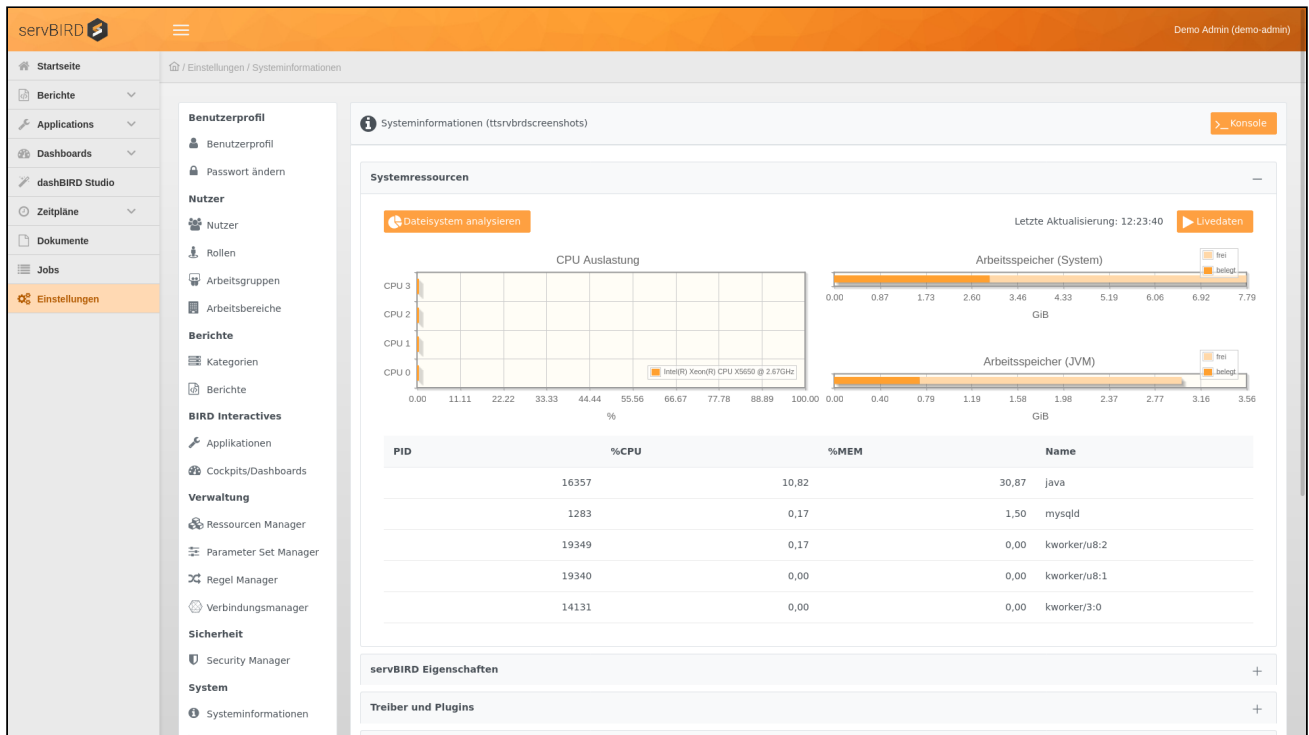 servBIRD
Demo Admin (demo-admin)
Startseite
Berichte
Applications
Dashboards
dashBIRD Studio
Zeitpläne
Dokumente
Jobs
Einstellungen
/ Einstellungen / Systeminformationen
Benutzerprofil
Benutzerprofil
Passwort ändern
Nutzer
Nutzer
Rollen
Arbeitsgruppen
Arbeitsbereiche
Berichte
Kategorien
Berichte
BIRD Interactives
Applikationen
Cockpits/Dashboards
Verwaltung
Ressourcen Manager
Parameter Set Manager
Regel Manager
Verbindungsmanager
Sicherheit
Security Manager
System
Systeminformationen
Systeminformationen (ttsrvbrdscreenshots)
Konsole
Systemressourcen
Dateisystem analysieren
Letzte Aktualisierung: 12:23:40
Livedaten
CPU Auslastung
CPU 3
CPU 2
CPU 1
CPU 0
Intel(R) Xeon(R) CPU X5650 @ 2.67GHz
0.00 11.11 22.22 33.33 44.44 55.56 66.67 77.78 88.89 100.00
%
Arbeitsspeicher (System)
frei
belegt
0.00 0.87 1.73 2.60 3.46 4.33 5.19 6.06 6.92 7.79
GiB
Arbeitsspeicher (JVM)
frei
belegt
0.00 0.40 0.79 1.19 1.58 1.98 2.37 2.77 3.16 3.56
GiB
PID %CPU %MEM Name
16357 10,82 30,87 java
1283 0,17 1,50 mysqld
19349 0,17 0,00 kworker/u8:2
19340 0,00 0,00 kworker/u8:1
14131 0,00 0,00 kworker/3:0
servBIRD Eigenschaften
Treiber und Plugins